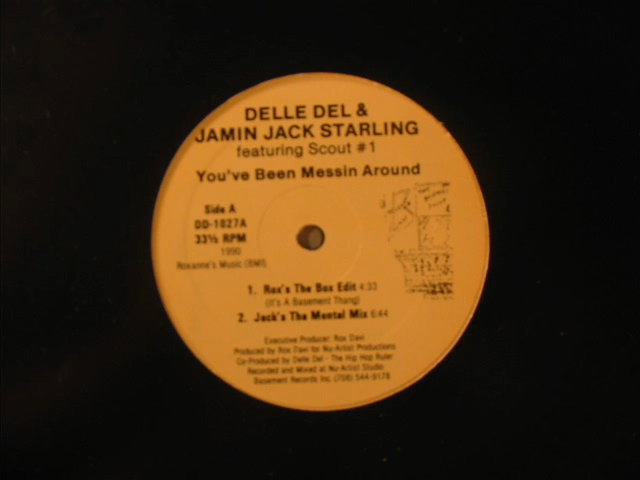 DELLE DEL &
JAMIN JACK STARLING
featuring Scout #1
You've Been Messin Around
Side A
DD-1027A
33⅓ RPM
1990
Roxanne's Music (BMI)
1. Rox's The Box Edit 4:33
(It's A Basement Thang)
2. Jack's The Mental Mix 6:44
Executive Producer: Rox Davi
Produced by Rox Davi for Nu-Artist Productions
Co-Produced by Delle Del - The Hip Hop Ruler
Recorded and Mixed at Nu-Artist Studio
Basement Records Inc. (708) 544-9178